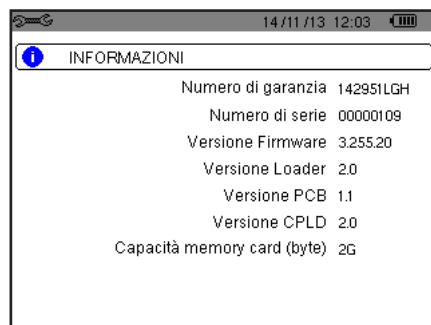 14/11/13 12:03
INFORMAZIONI
Numero di garanzia 142951LGH
Numero di serie 00000109
Versione Firmware 3.255.20
Versione Loader 2.0
Versione PCB 1.1
Versione CPLD 2.0
Capacità memory card (byte) 2G